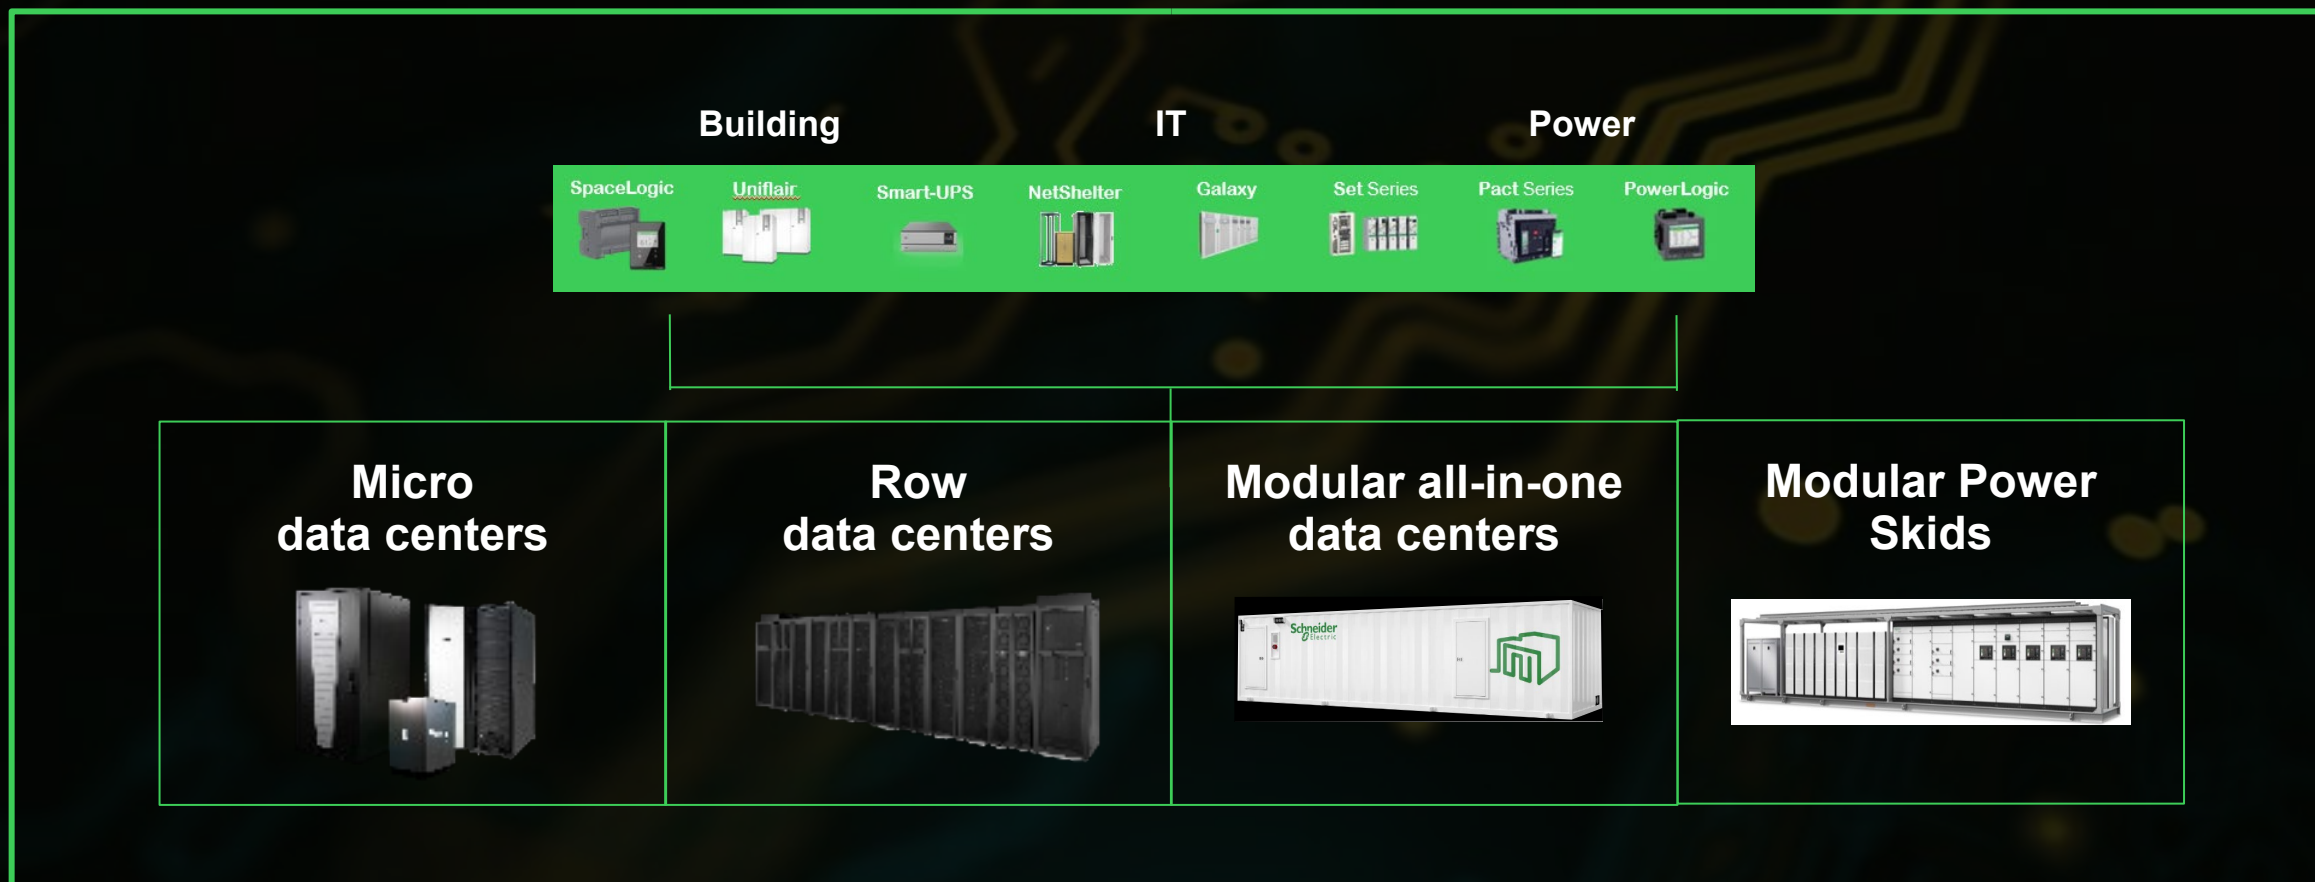 Building
IT
Power
SpaceLogic
Uniflair
Smart-UPS
NetShelter
Galaxy
Set Series
Pact Series
PowerLogic
Micro
data centers
Row
data centers
Modular all-in-one
data centers
Modular Power
Skids
Schneider
Electric